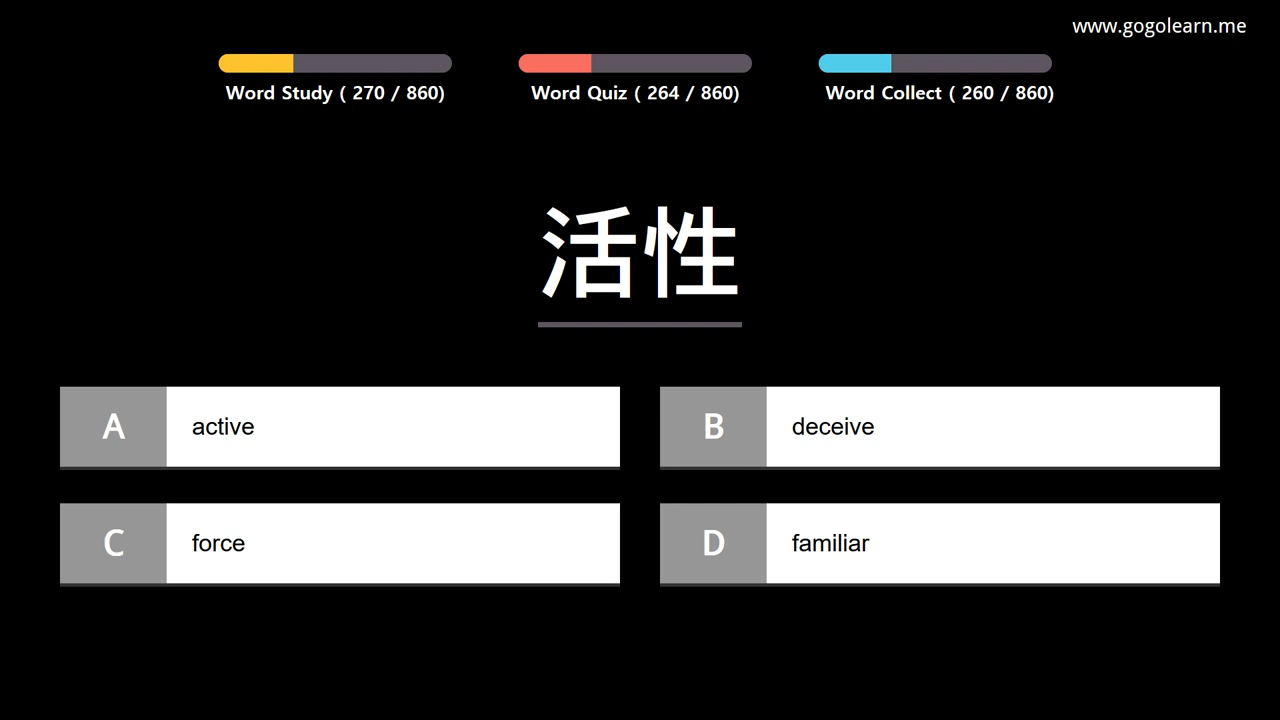 www.gogolearn.me
Word Study ( 270 / 860)
Word Quiz ( 264 / 860)
Word Collect ( 260 / 860)
活性
A active
B deceive
C force
D familiar